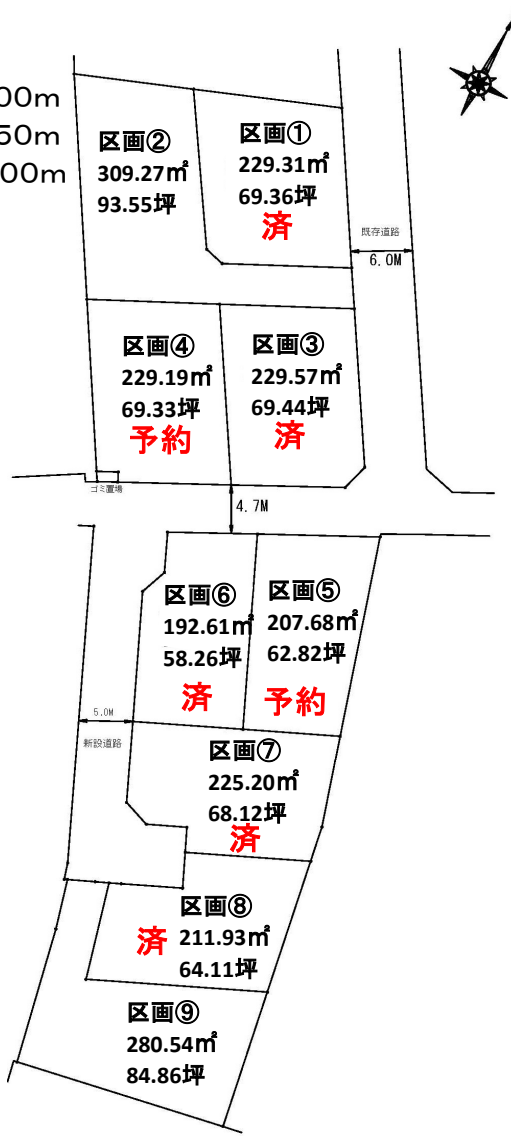 00m
50m
00m
区画②
309.27㎡
93.55坪
区画①
229.31㎡
69.36坪
済
既存道路
6.0M
区画④
229.19㎡
69.33坪
予約
区画③
229.57㎡
69.44坪
済
ゴミ置場
4.7M
区画⑥
192.61㎡
58.26坪
済
区画⑤
207.68㎡
62.82坪
予約
5.0M
新設道路
区画⑦
225.20㎡
68.12坪
済
区画⑧
済 211.93㎡
64.11坪
区画⑨
280.54㎡
84.86坪